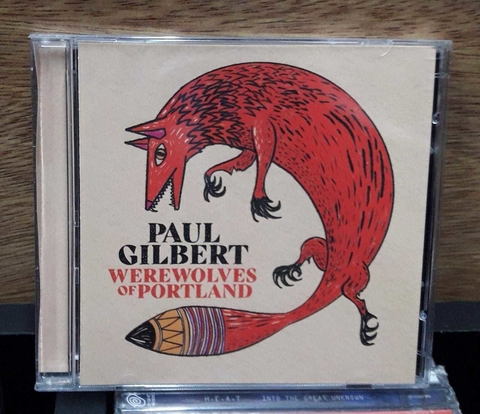 PAUL
GILBERT
WEREWOLVES
OF PORTLAND
H.E.A.T INTO THE GREAT UNKNOWN